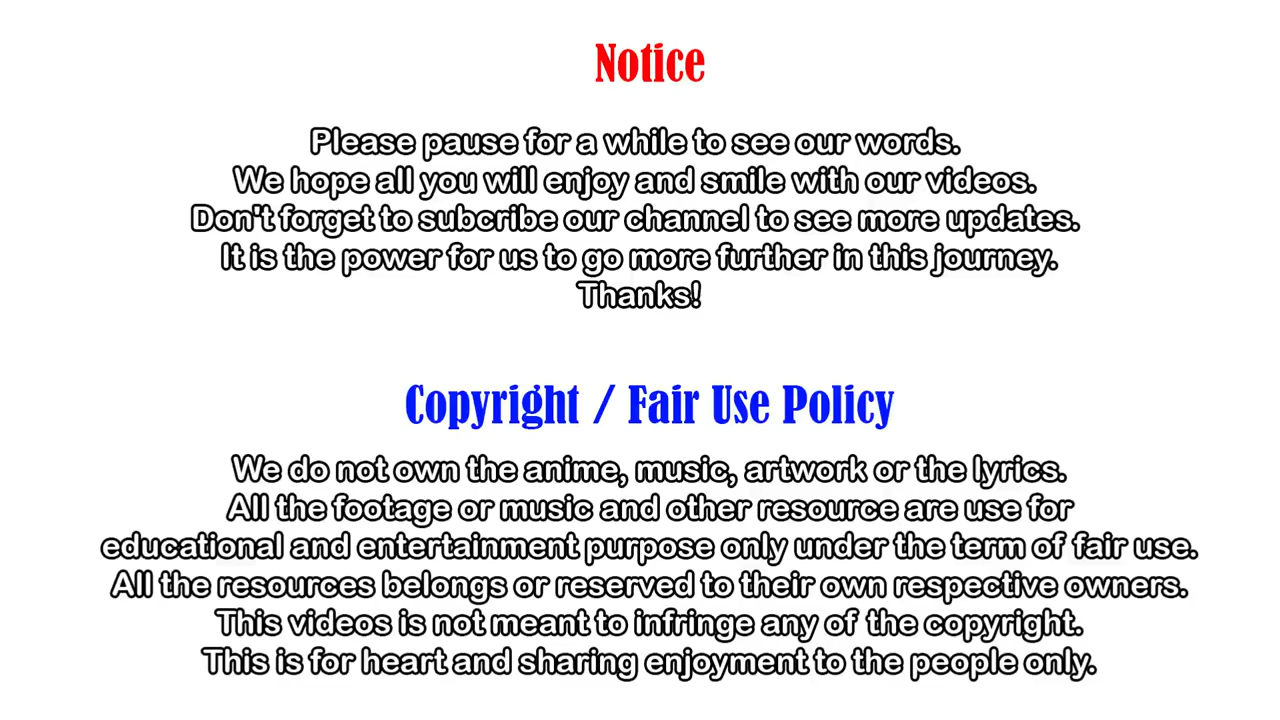 Notice
Please pause for a while to see our words.
We hope all you will enjoy and smile with our videos.
Don't forget to subcribe our channel to see more updates.
It is the power for us to go more further in this journey.
Thanks!
Copyright / Fair Use Policy
We do not own the anime, music, artwork or the lyrics.
All the footage or music and other resource are use for
educational and entertainment purpose only under the term of fair use.
All the resources belongs or reserved to their own respective owners.
This videos is not meant to infringe any of the copyright.
This is for heart and sharing enjoyment to the people only.